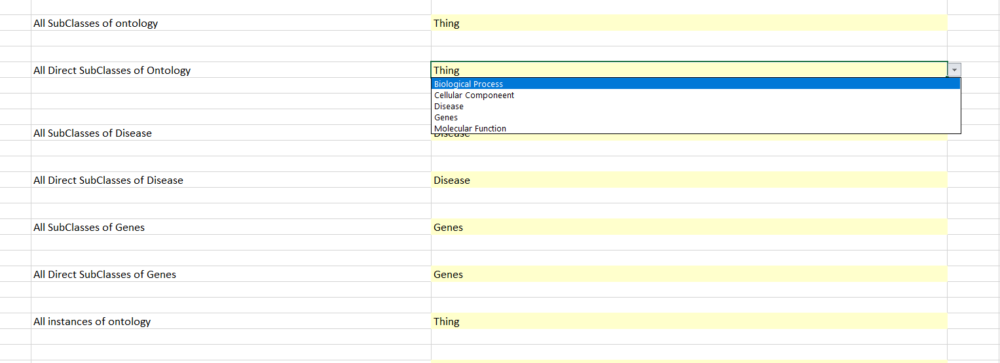 All SubClasses of ontology Thing
All Direct SubClasses of Ontology Thing
Biological Process
Cellular Componeent
Disease
Genes
Molecular Function
All SubClasses of Disease Disease
All Direct SubClasses of Disease Disease
All SubClasses of Genes Genes
All Direct SubClasses of Genes Genes
All instances of ontology Thing